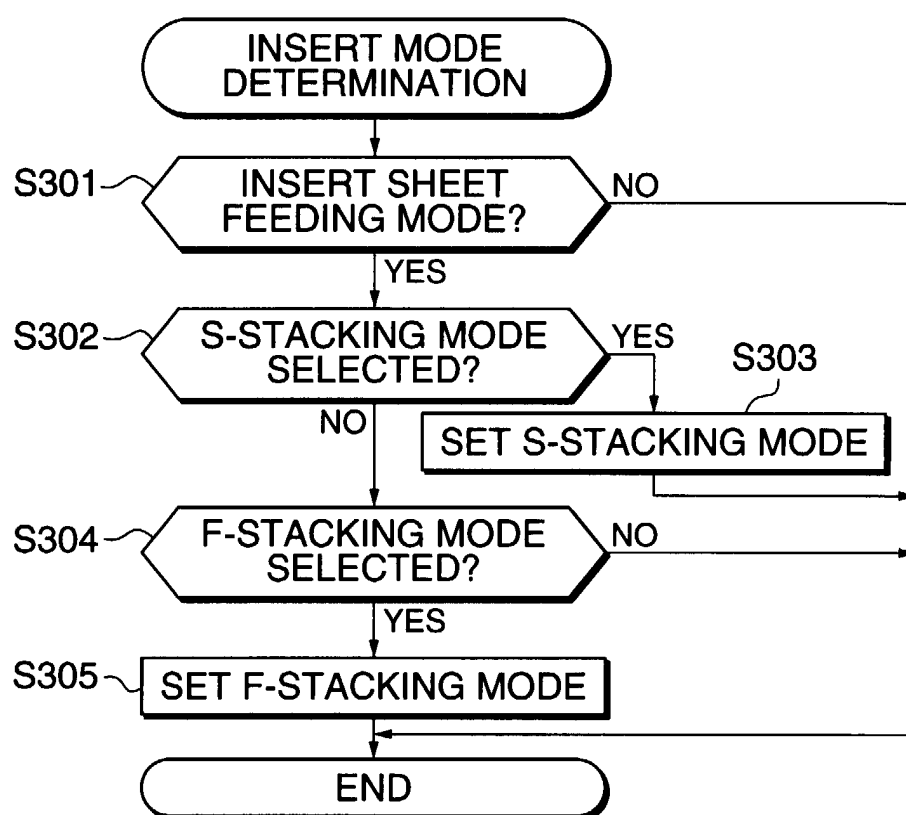 INSERT MODE
DETERMINATION
S301
INSERT SHEET
FEEDING MODE?
NO
YES
S302
S-STACKING MODE
SELECTED?
YES
S303
NO
SET S-STACKING MODE
S304
F-STACKING MODE
SELECTED?
NO
YES
S305
SET F-STACKING MODE
END